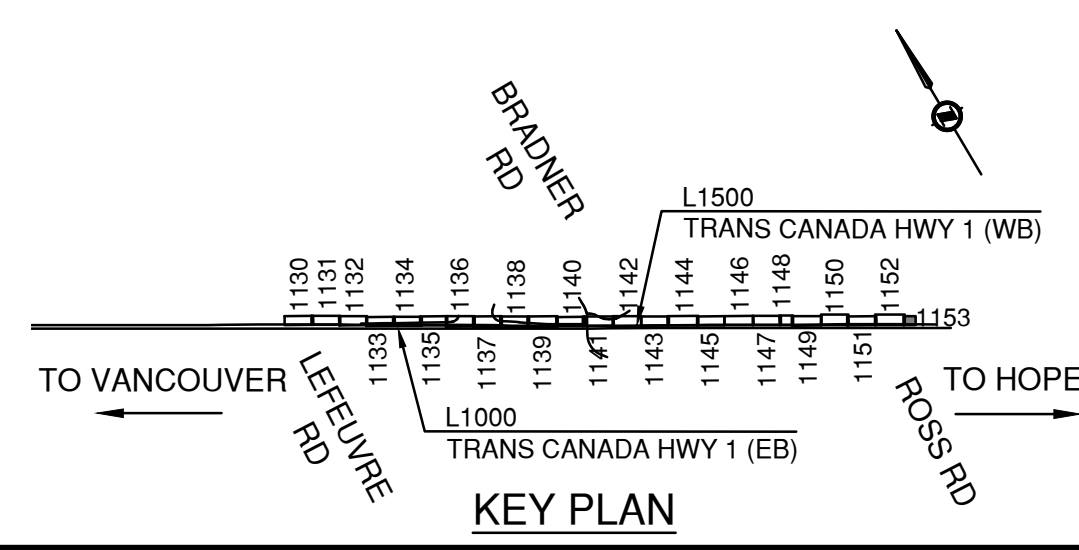 BRADNER
RD
L1500
TRANS CANADA HWY 1 (WB)
1130 1131 1132 1134 1136 1138 1140 1142 1144 1146 1148 1150 1152
1153
1133 1135 1137 1139 1141 1143 1145 1147 1149 1151
TO VANCOUVER
LEFEUVRE
RD
TO HOPE
ROSS RD
L1000
TRANS CANADA HWY 1 (EB)
KEY PLAN